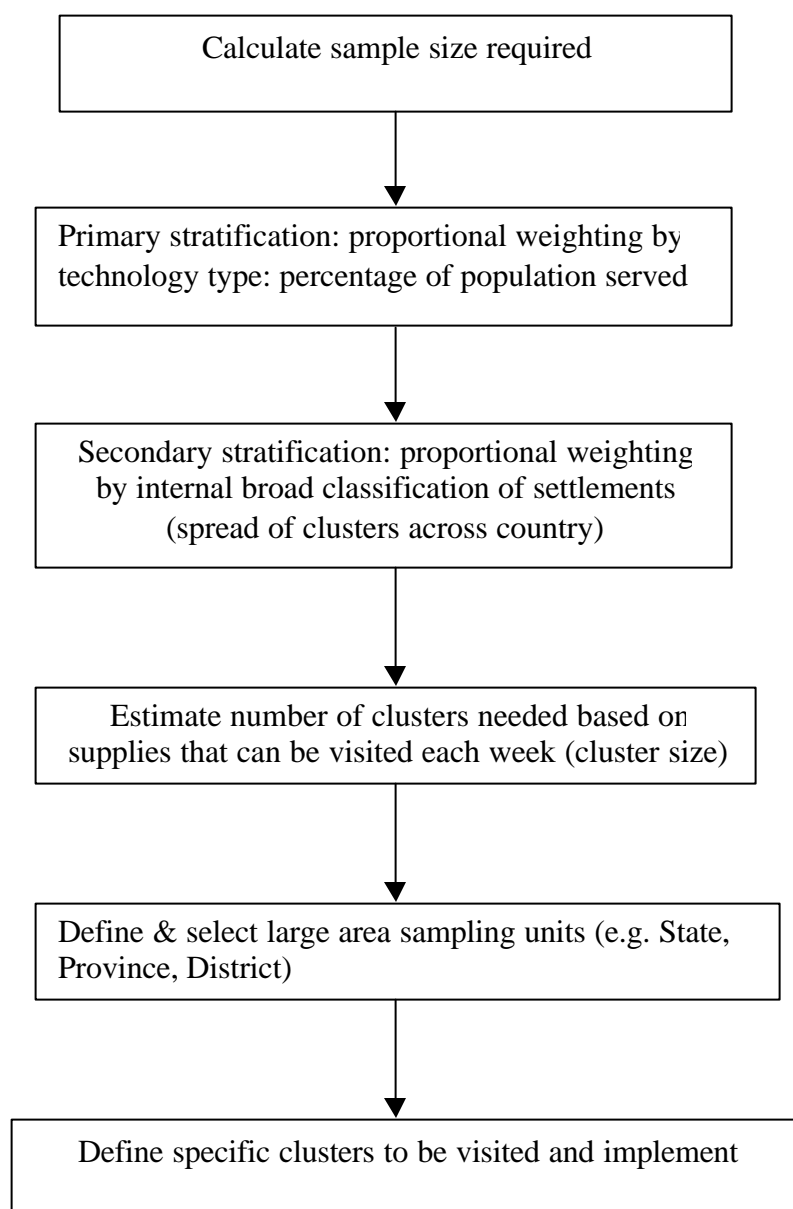 Calculate sample size required
Primary stratification: proportional weighting by
technology type: percentage of population served
Secondary stratification: proportional weighting
by internal broad classification of settlements
(spread of clusters across country)
Estimate number of clusters needed based on
supplies that can be visited each week (cluster size)
Define & select large area sampling units (e.g. State,
Province, District)
Define specific clusters to be visited and implement